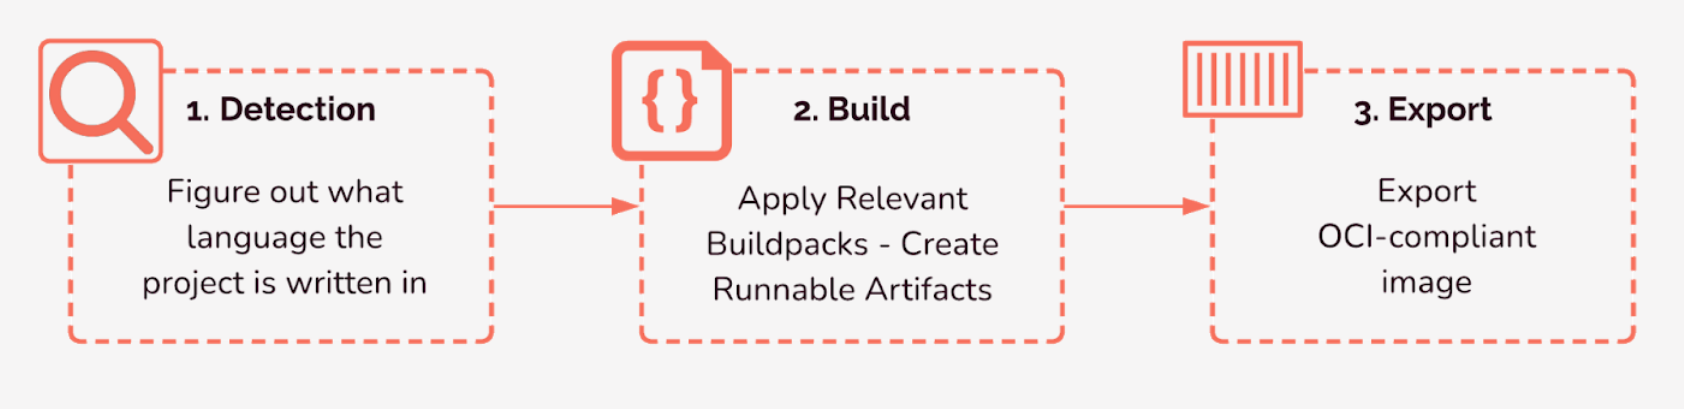 1. Detection
Figure out what
language the
project is written in
{}
2. Build
Apply Relevant
Buildpacks - Create
Runnable Artifacts
3. Export
Export
OCI-compliant
image